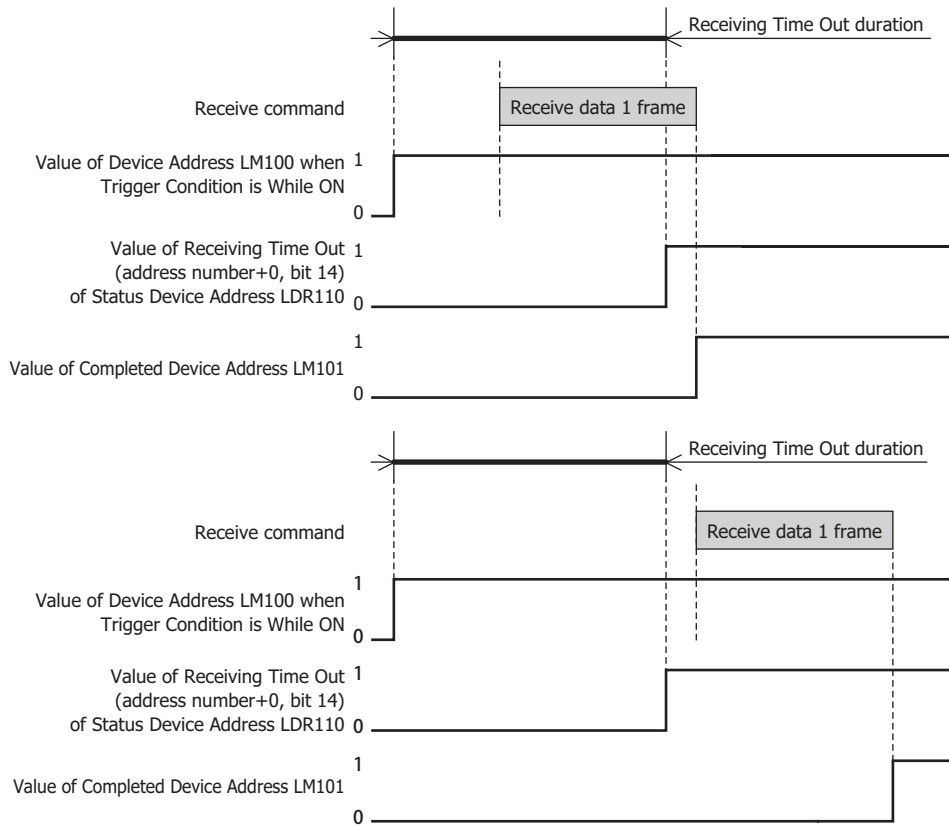 Receiving Time Out duration
Receive command
Receive data 1 frame
Value of Device Address LM100 when
Trigger Condition is While ON
1
0
Value of Receiving Time Out
(address number+0, bit 14)
of Status Device Address LDR110
1
0
Value of Completed Device Address LM101
1
0
Receiving Time Out duration
Receive command
Receive data 1 frame
Value of Device Address LM100 when
Trigger Condition is While ON
1
0
Value of Receiving Time Out
(address number+0, bit 14)
of Status Device Address LDR110
1
0
Value of Completed Device Address LM101
1
0